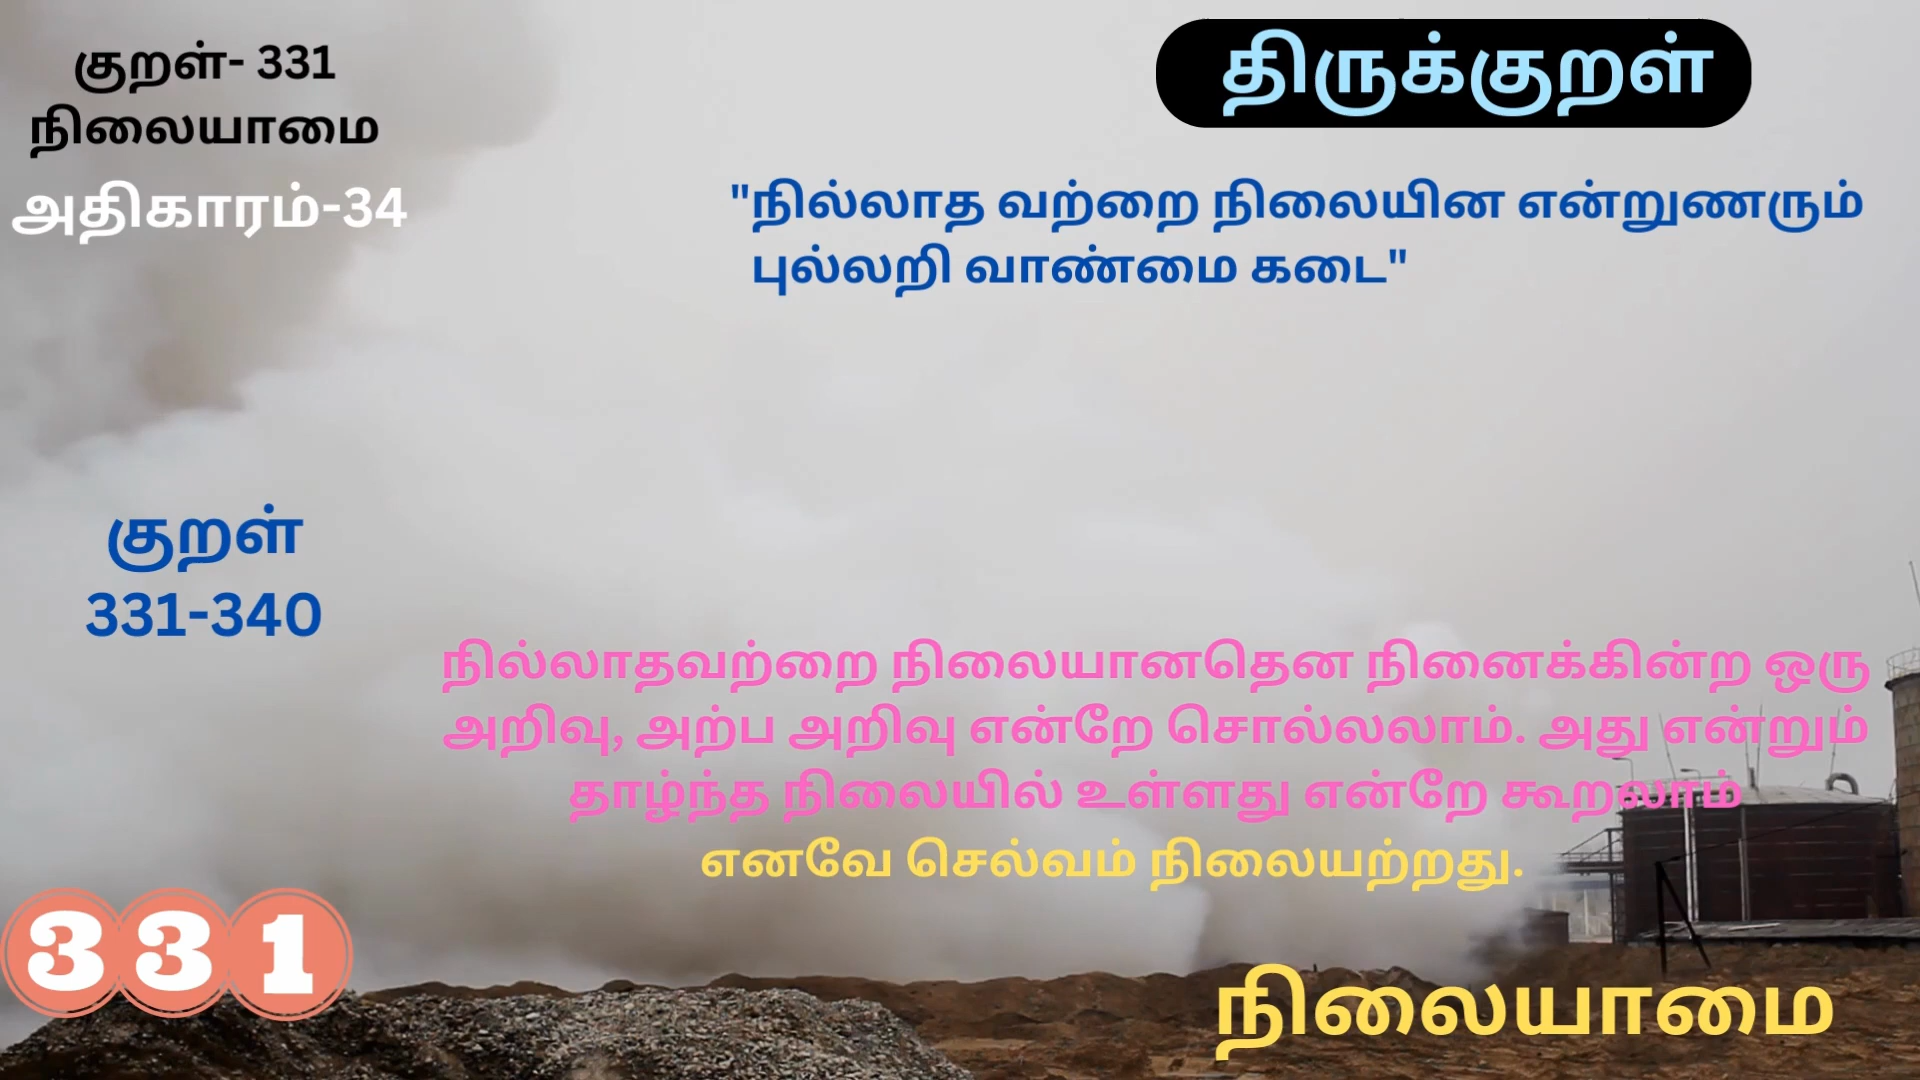 குறள்- 331
நிலையாமை
அதிகாரம்-34
திருக்குறள்
"நில்லாத வற்றை நிலையின என்றுணரும்
புல்லறி வாண்மை கடை"
குறள்
331-340
நில்லாதவற்றை நிலையானதென நினைக்கின்ற ஒரு
அறிவு, அற்ப அறிவு என்றே சொல்லலாம். அது என்றும்
தாழ்ந்த நிலையில் உள்ளது என்றே கூறலாம்
எனவே செல்வம் நிலையற்றது.
331
நிலையாமை